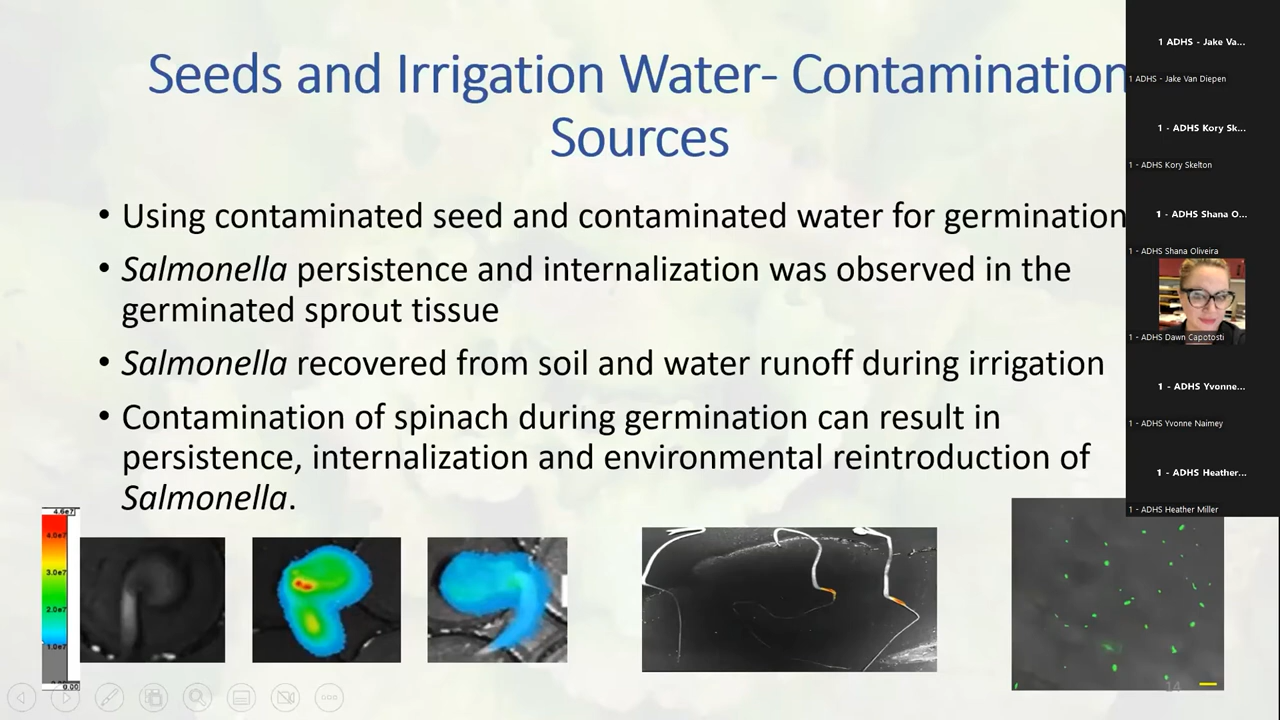 Seeds and Irrigation Water- Contamination
Sources
• Using contaminated seed and contaminated water for germination
• Salmonella persistence and internalization was observed in the
germinated sprout tissue
• Salmonella recovered from soil and water runoff during irrigation
• Contamination of spinach during germination can result in
persistence, internalization and environmental reintroduction of
Salmonella.
4.6e7
4.0e7
3.0e7
2.0e7
1.0e7
0.00
14
1 ADHS - Jake Va...
1 ADHS - Jake Van Diepen
1 - ADHS Kory Sk...
1 - ADHS Kory Skelton
1 - ADHS Shana O...
1 - ADHS Shana Oliveira
1 - ADHS Dawn Capotosti
1 - ADHS Yvonne...
1 - ADHS Yvonne Naimey
1 - ADHS Heather...
1 - ADHS Heather Miller